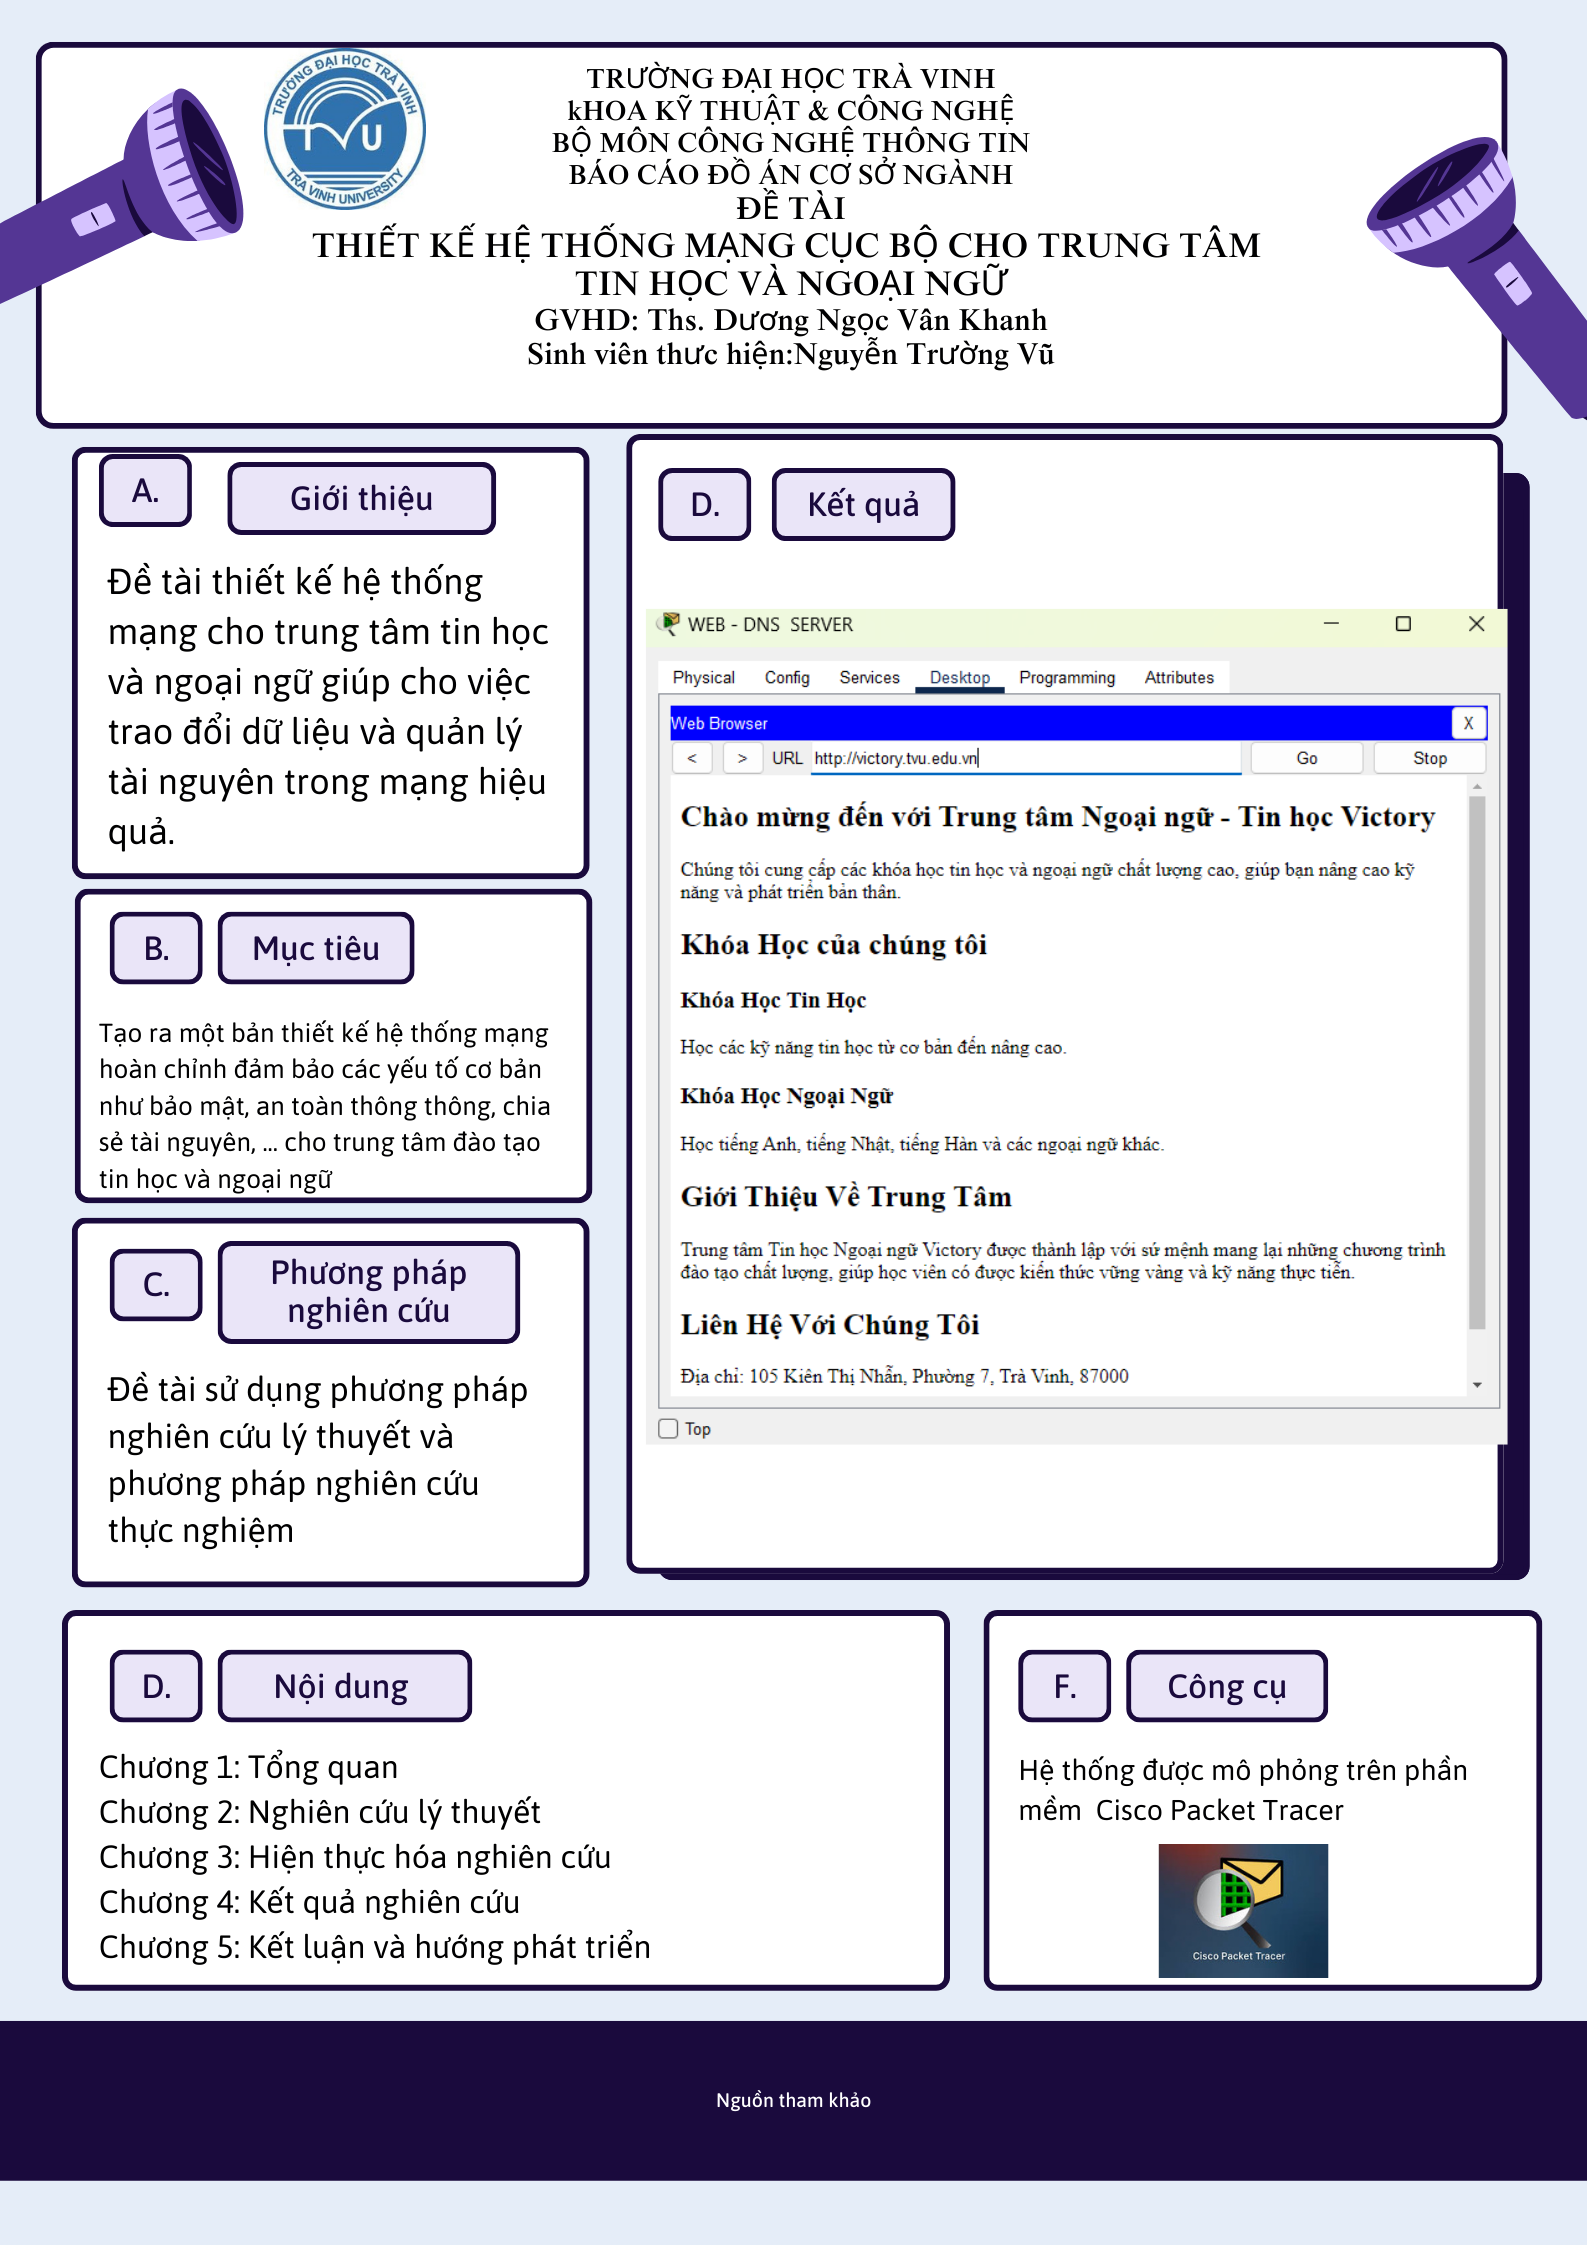 TRƯỜNG ĐẠI HỌC TRÀ VINH
TVU
TRA VINH UNIVERSITY
TRƯỜNG ĐẠI HỌC TRÀ VINH
kHOA KỸ THUẬT & CÔNG NGHỆ
BỘ MÔN CÔNG NGHỆ THÔNG TIN
BÁO CÁO ĐỒ ÁN CƠ SỞ NGÀNH
ĐỀ TÀI
THIẾT KẾ HỆ THỐNG MẠNG CỤC BỘ CHO TRUNG TÂM
TIN HỌC VÀ NGOẠI NGỮ
GVHD: Ths. Dương Ngọc Vân Khanh
Sinh viên thưc hiện:Nguyễn Trường Vũ
A.
Giới thiệu
Đề tài thiết kế hệ thống
mạng cho trung tâm tin học
và ngoại ngữ giúp cho việc
trao đổi dữ liệu và quản lý
tài nguyên trong mạng hiệu
quả.
B.
Mục tiêu
Tạo ra một bản thiết kế hệ thống mạng
hoàn chỉnh đảm bảo các yếu tố cơ bản
như bảo mật, an toàn thông thông, chia
sẻ tài nguyên, ... cho trung tâm đào tạo
tin học và ngoại ngữ
C.
Phương pháp
nghiên cứu
Đề tài sử dụng phương pháp
nghiên cứu lý thuyết và
phương pháp nghiên cứu
thực nghiệm
D.
Kết quả
WEB - DNS SERVER
Physical Config Services Desktop Programming Attributes
Web Browser X
< > URL http://victory.tvu.edu.vn Go Stop
Chào mừng đến với Trung tâm Ngoại ngữ - Tin học Victory
Chúng tôi cung cấp các khóa học tin học và ngoại ngữ chất lượng cao, giúp bạn nâng cao kỹ
năng và phát triển bản thân.
Khóa Học của chúng tôi
Khóa Học Tin Học
Học các kỹ năng tin học từ cơ bản đến nâng cao.
Khóa Học Ngoại Ngữ
Học tiếng Anh, tiếng Nhật, tiếng Hàn và các ngoại ngữ khác.
Giới Thiệu Về Trung Tâm
Trung tâm Tin học Ngoại ngữ Victory được thành lập với sứ mệnh mang lại những chương trình
đào tạo chất lượng, giúp học viên có được kiến thức vững vàng và kỹ năng thực tiễn.
Liên Hệ Với Chúng Tôi
Địa chỉ: 105 Kiên Thị Nhẫn, Phường 7, Trà Vinh, 87000
Top
D.
Nội dung
Chương 1: Tổng quan
Chương 2: Nghiên cứu lý thuyết
Chương 3: Hiện thực hóa nghiên cứu
Chương 4: Kết quả nghiên cứu
Chương 5: Kết luận và hướng phát triển
F.
Công cụ
Hệ thống được mô phỏng trên phần
mềm Cisco Packet Tracer
Cisco Packet Tracer
Nguồn tham khảo